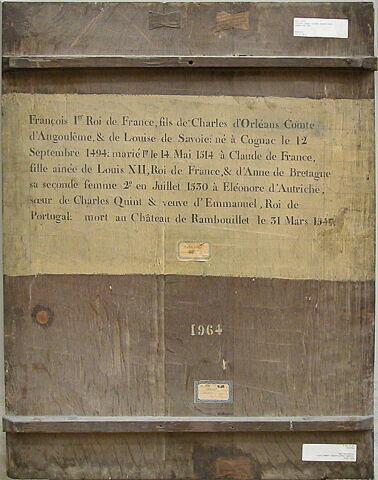 François 1er Roi de France, fils de Charles d'Orléans Comte
d'Angoulême, & de Louise de Savoie: né à Cognac le 12
Septembre 1494: marié 1º le 14 Mai 1514 à Claude de France,
fille ainée de Louis XII, Roi de France, & d'Anne de Bretagne
sa seconde femme 2º en Juillet 1530 à Eléonore d'Autriche,
sœur de Charles Quint & veuve d'Emmanuel, Roi de
Portugal: mort au Château de Rambouillet le 31 Mars 1547.
1964